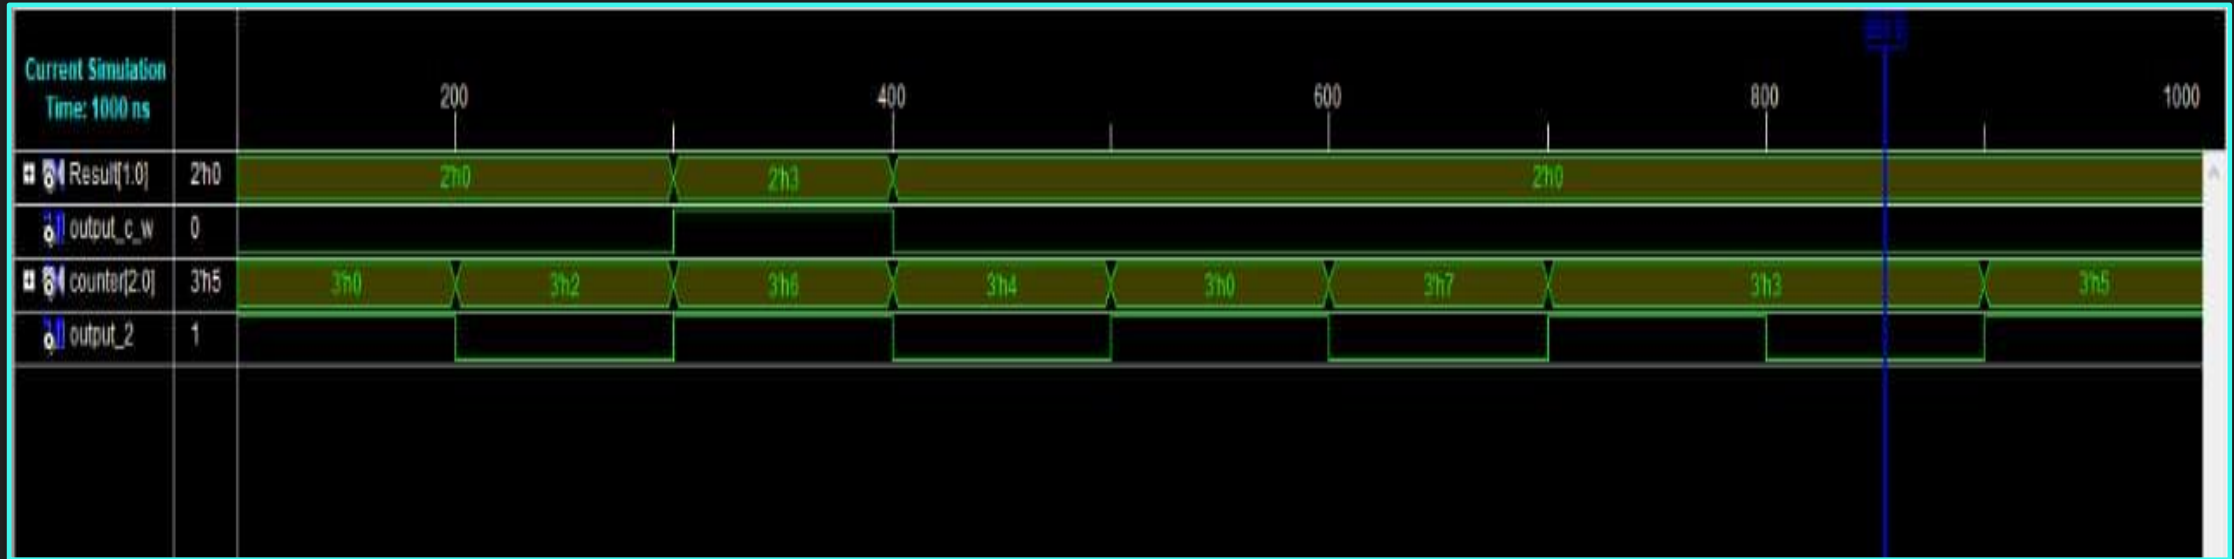 Current Simulation
Time: 1000 ns
200 400 600 800 1000
Result[1:0] 2'h0 2'h0 2'h3 2'h0
output_c_w 0
counter[2:0] 3'h5 3'h0 3'h2 3'h6 3'h4 3'h0 3'h7 3'h3 3'h5
output_2 1